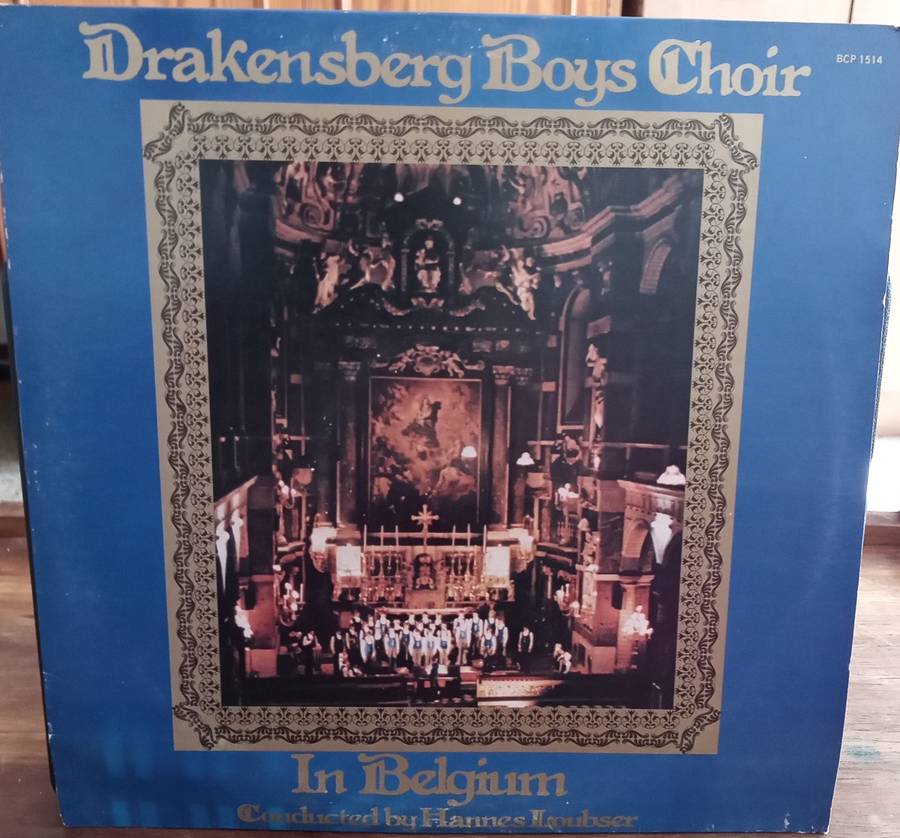 Drakensberg Boys Choir
BCP 1514
In Belgium
Conducted by Hannes Loubser